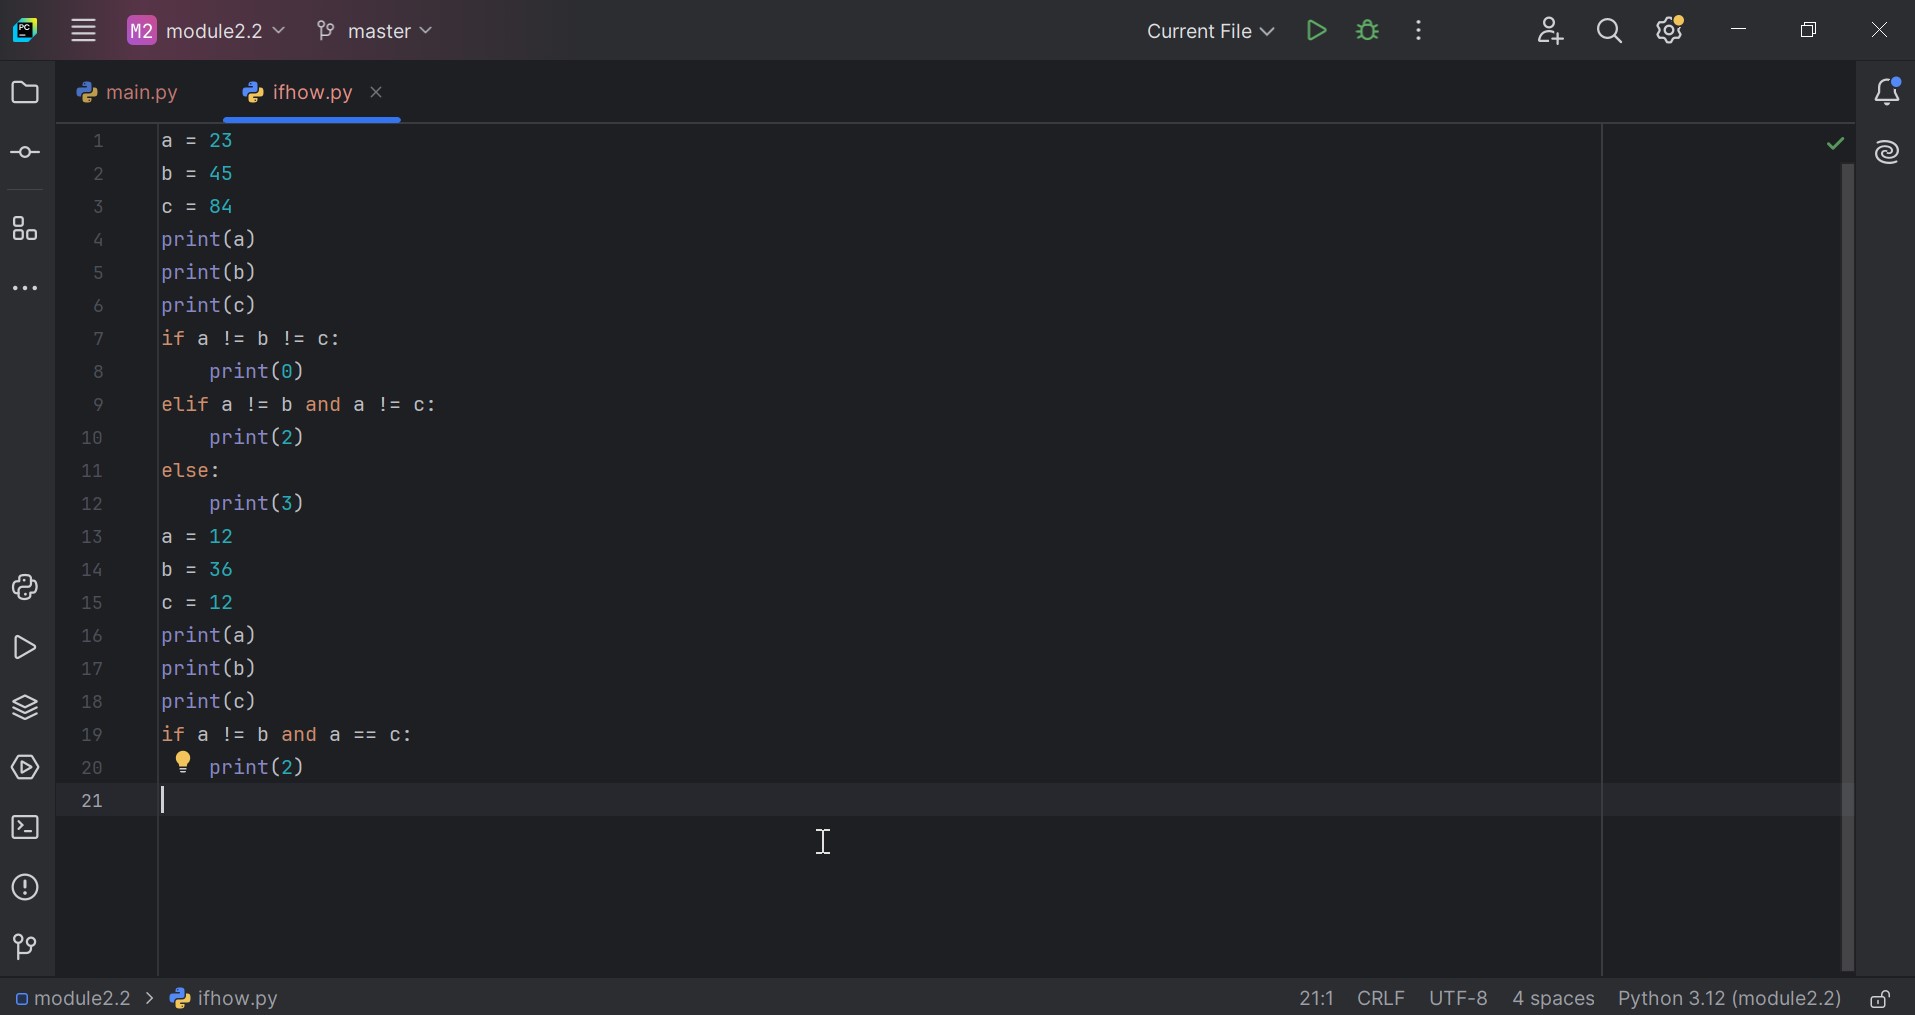 PC
M2 module2.2 master Current File
main.py ifhow.py
1 a = 23
2 b = 45
3 c = 84
4 print(a)
5 print(b)
6 print(c)
7 if a != b != c:
8     print(0)
9 elif a != b and a != c:
10     print(2)
11 else:
12     print(3)
13 a = 12
14 b = 36
15 c = 12
16 print(a)
17 print(b)
18 print(c)
19 if a != b and a == c:
20     print(2)
21
module2.2 > ifhow.py 21:1 CRLF UTF-8 4 spaces Python 3.12 (module2.2)